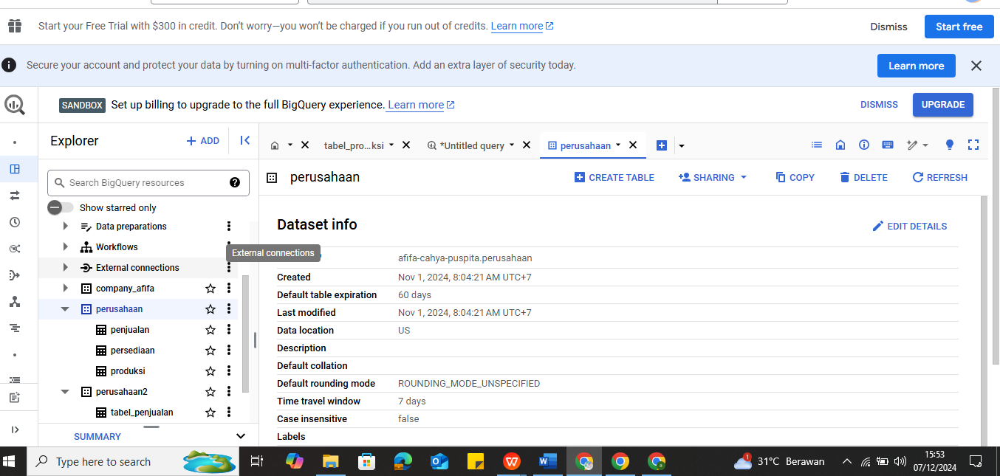 Start your Free Trial with $300 in credit. Don't worry—you won't be charged if you run out of credits. Learn more
Dismiss
Start free
Secure your account and protect your data by turning on multi-factor authentication. Add an extra layer of security today.
Learn more
SANDBOX Set up billing to upgrade to the full BigQuery experience. Learn more
DISMISS
UPGRADE
Explorer
+ ADD
Search BigQuery resources
Show starred only
Data preparations
Workflows
External connections
External connections
company_afifa
perusahaan
penjualan
persediaan
produksi
perusahaan2
tabel_penjualan
SUMMARY
tabel_pro...ksi
*Untitled query
perusahaan
perusahaan
CREATE TABLE
SHARING
COPY
DELETE
REFRESH
Dataset info
EDIT DETAILS
afifa-cahya-puspita.perusahaan
Created Nov 1, 2024, 8:04:21 AM UTC+7
Default table expiration 60 days
Last modified Nov 1, 2024, 8:04:21 AM UTC+7
Data location US
Description
Default collation
Default rounding mode ROUNDING_MODE_UNSPECIFIED
Time travel window 7 days
Case insensitive false
Labels
Type here to search
1
31°C Berawan
15:53
07/12/2024